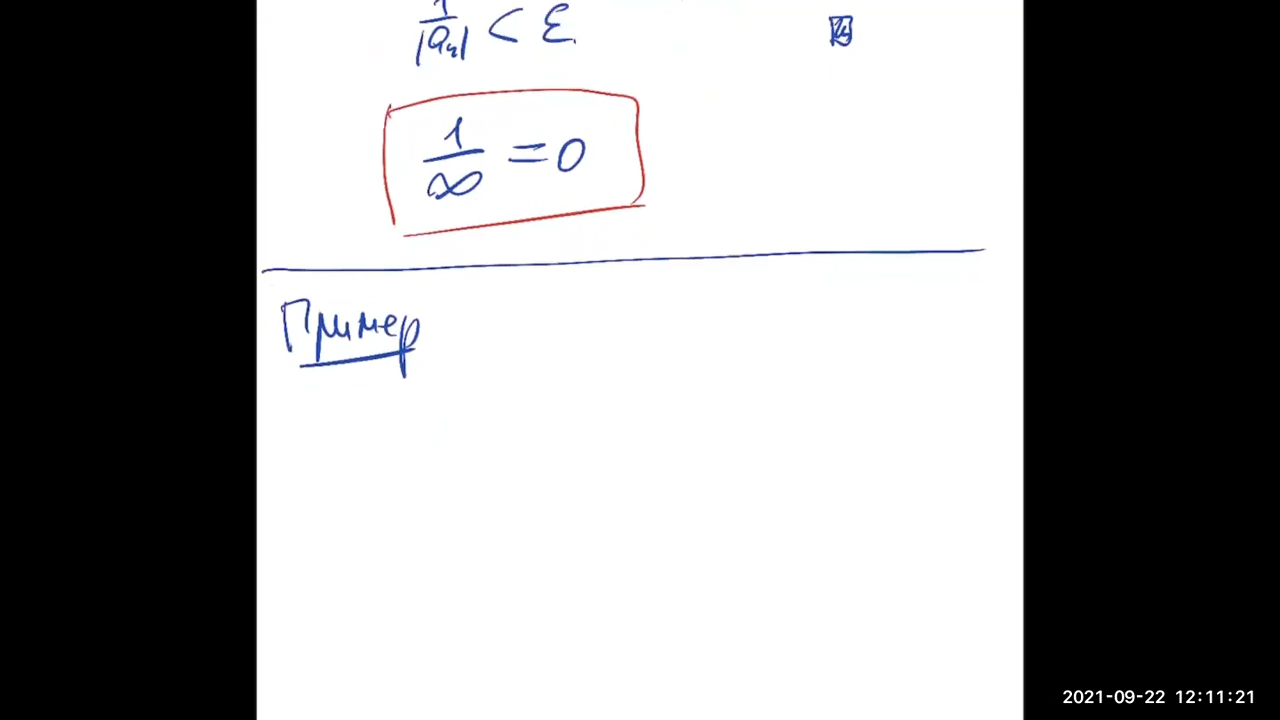 1/|aₙ| < ε.
1/∞ = 0
Пример
2021-09-22 12:11:21